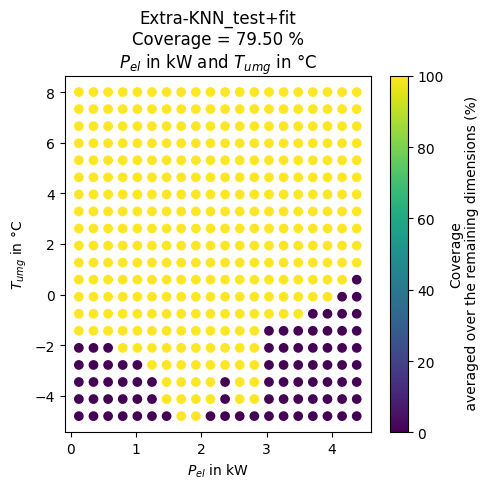 Extra-KNN_test+fit
Coverage = 79.50 %
P_el in kW and T_umg in °C
8
6
4
2
0
−2
−4
T_umg in °C
0
1
2
3
4
P_el in kW
100
80
60
40
20
0
Coverage
averaged over the remaining dimensions (%)